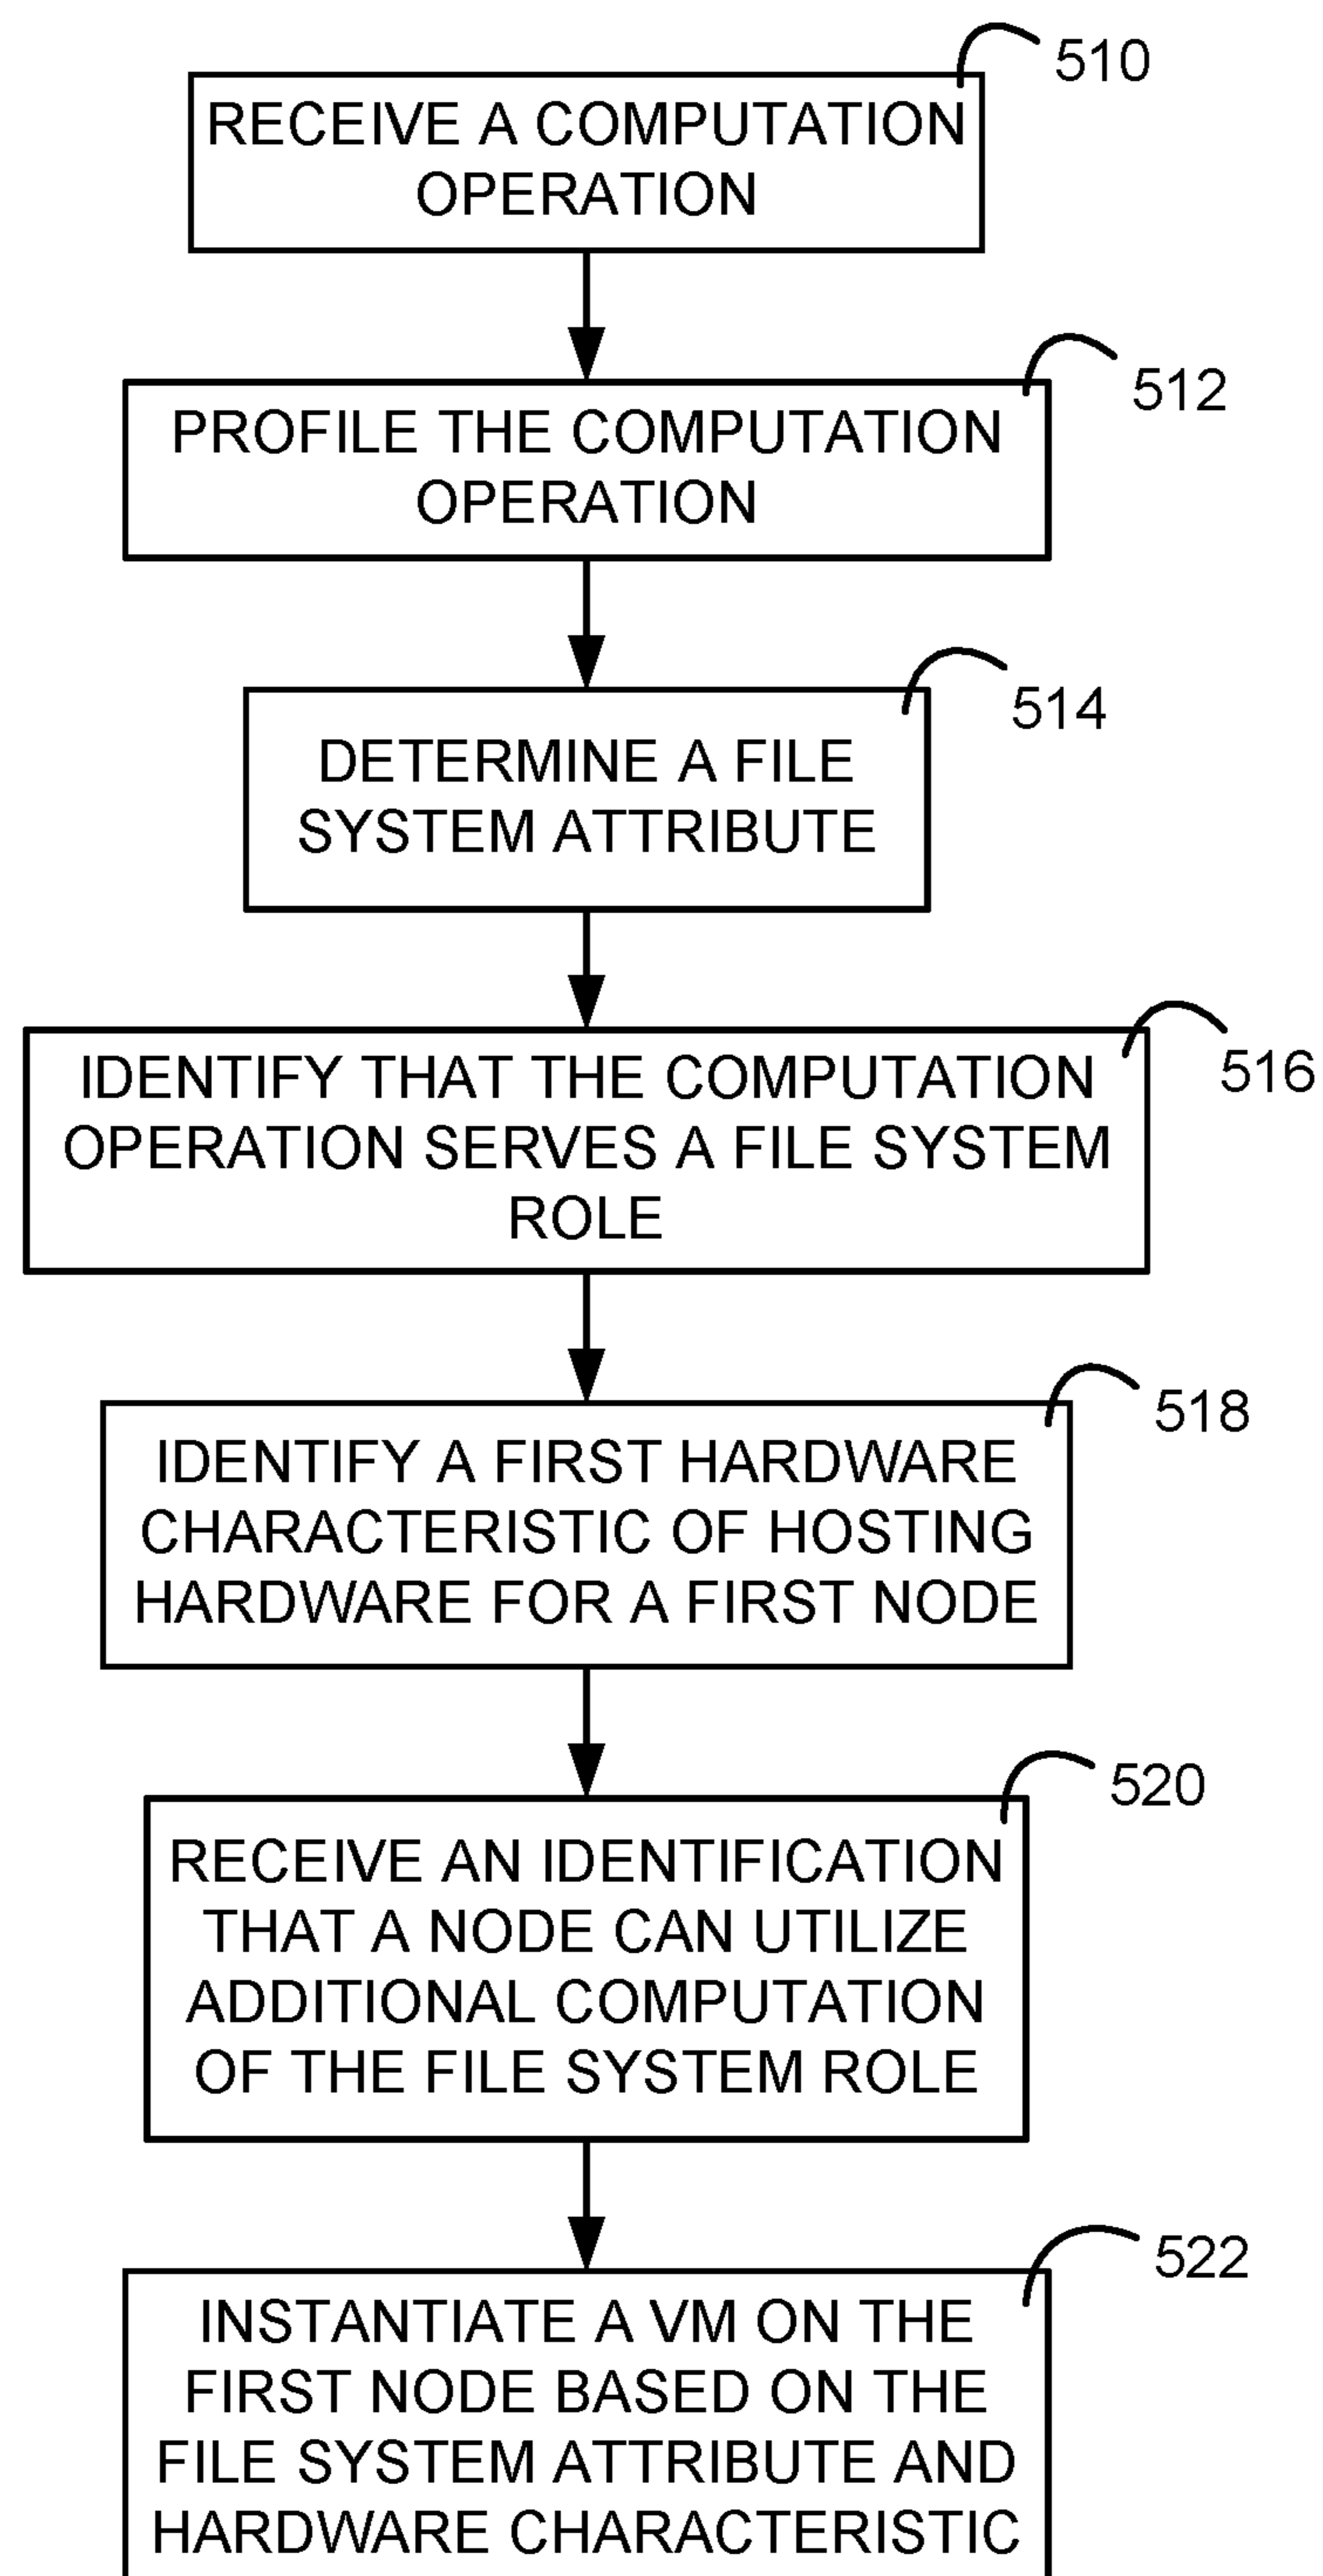 510
RECEIVE A COMPUTATION
OPERATION
512
PROFILE THE COMPUTATION
OPERATION
514
DETERMINE A FILE
SYSTEM ATTRIBUTE
516
IDENTIFY THAT THE COMPUTATION
OPERATION SERVES A FILE SYSTEM
ROLE
518
IDENTIFY A FIRST HARDWARE
CHARACTERISTIC OF HOSTING
HARDWARE FOR A FIRST NODE
520
RECEIVE AN IDENTIFICATION
THAT A NODE CAN UTILIZE
ADDITIONAL COMPUTATION
OF THE FILE SYSTEM ROLE
522
INSTANTIATE A VM ON THE
FIRST NODE BASED ON THE
FILE SYSTEM ATTRIBUTE AND
HARDWARE CHARACTERISTIC